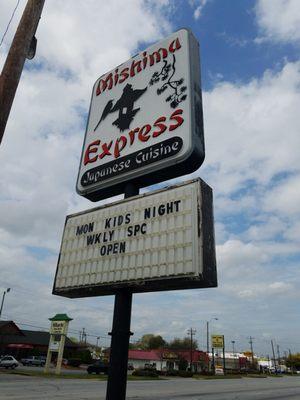 Mishima
Express
Japanese Cuisine
MON KIDS NIGHT
WKLY SPC
OPEN